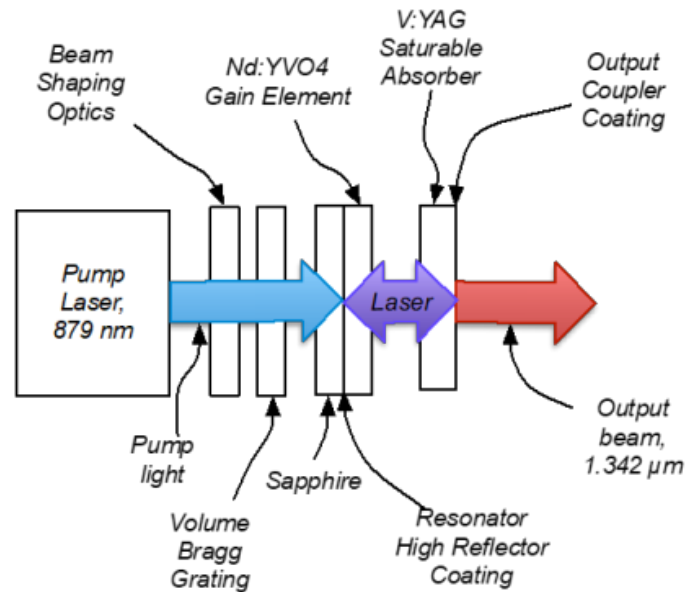 Beam
Shaping
Optics
Nd:YVO4
Gain Element
V:YAG
Saturable
Absorber
Output
Coupler
Coating
Pump
Laser,
879 nm
Laser
Pump
light
Volume
Bragg
Grating
Sapphire
Resonator
High Reflector
Coating
Output
beam,
1.342 µm